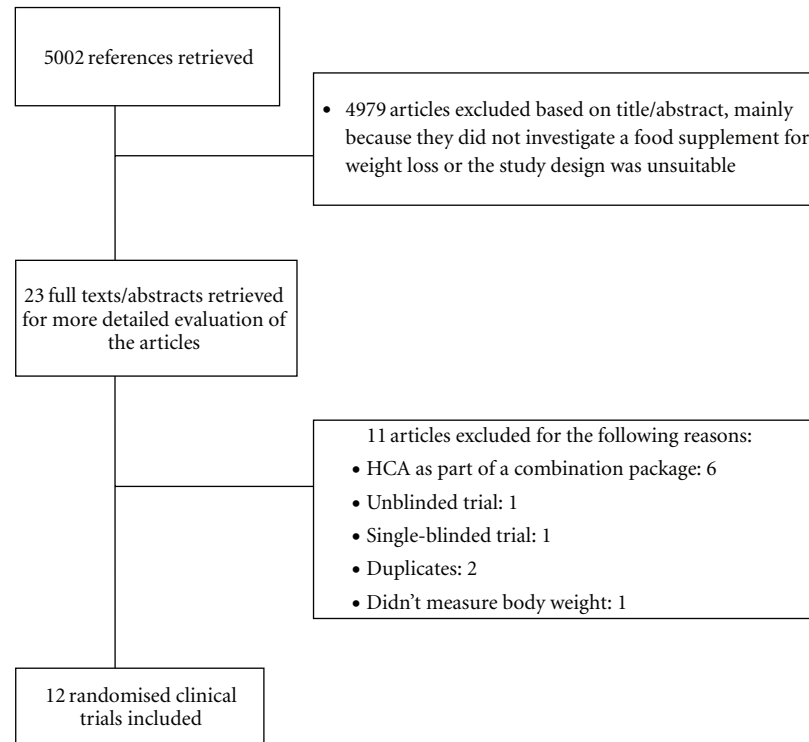 5002 references retrieved
• 4979 articles excluded based on title/abstract, mainly
because they did not investigate a food supplement for
weight loss or the study design was unsuitable
23 full texts/abstracts retrieved
for more detailed evaluation of
the articles
11 articles excluded for the following reasons:
• HCA as part of a combination package: 6
• Unblinded trial: 1
• Single-blinded trial: 1
• Duplicates: 2
• Didn’t measure body weight: 1
12 randomised clinical
trials included